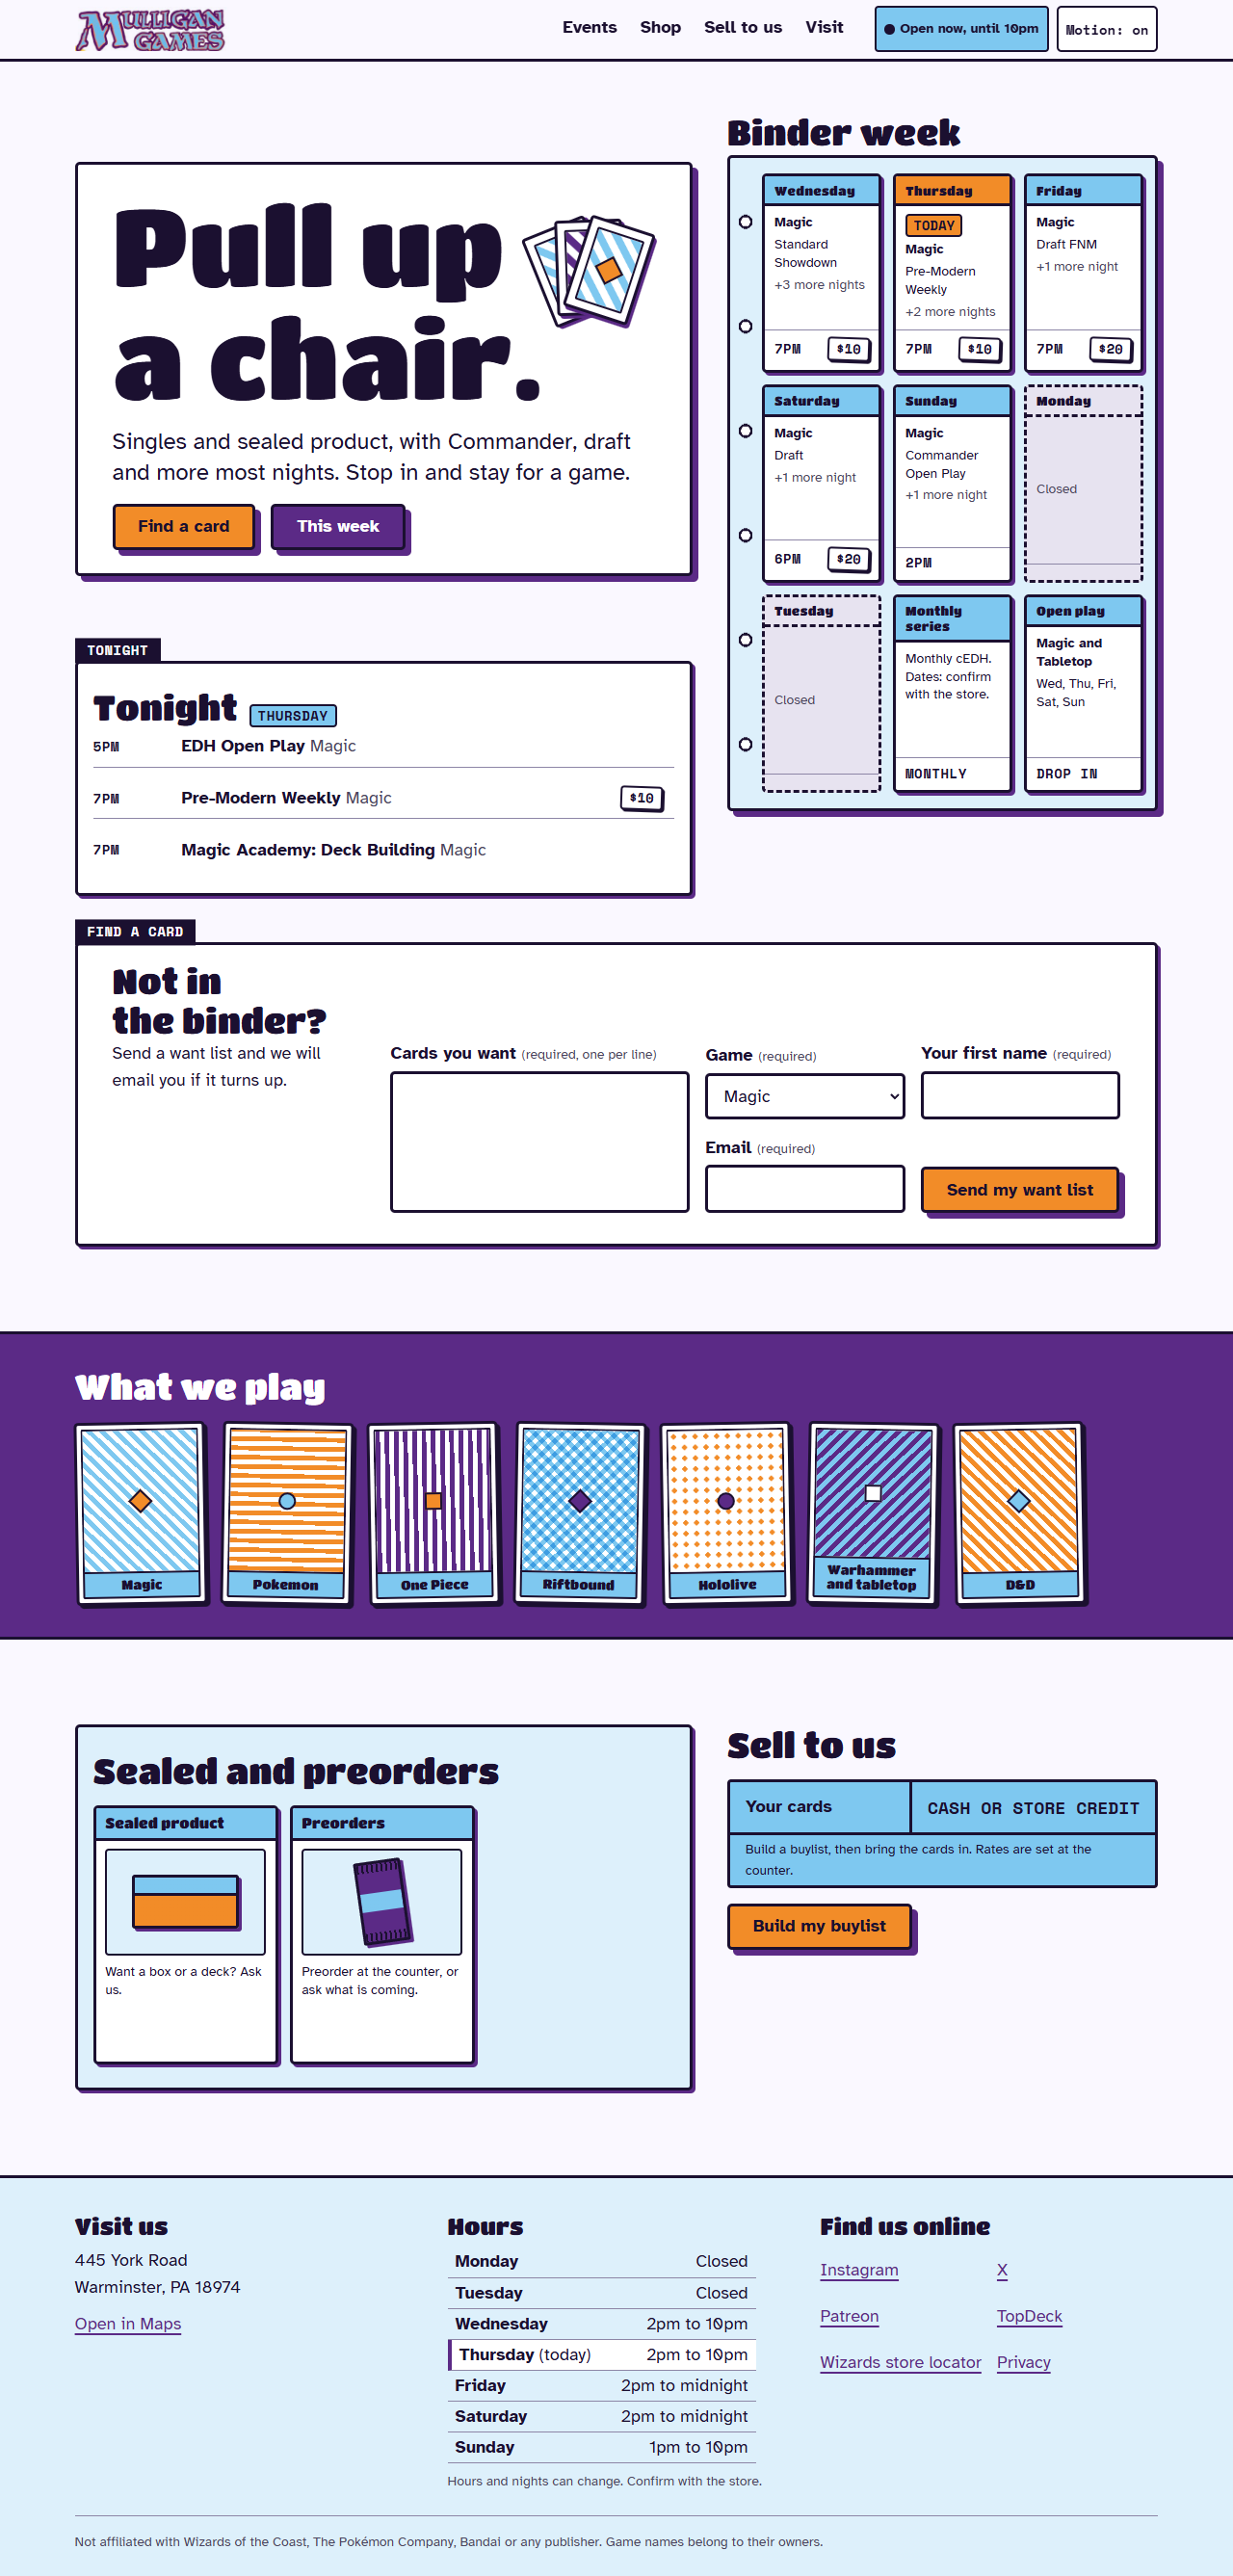 MULLIGAN
GAMES
Events Shop Sell to us Visit
Open now, until 10pm
Motion: on
Pull up
a chair.
Singles and sealed product, with Commander, draft
and more most nights. Stop in and stay for a game.
Find a card
This week
Binder week
Wednesday
Magic
Standard
Showdown
+3 more nights
7PM $10
Thursday
TODAY
Magic
Pre-Modern
Weekly
+2 more nights
7PM $10
Friday
Magic
Draft FNM
+1 more night
7PM $20
Saturday
Magic
Draft
+1 more night
6PM $20
Sunday
Magic
Commander
Open Play
+1 more night
2PM
Monday
Closed
Tuesday
Closed
Monthly
series
Monthly cEDH.
Dates: confirm
with the store.
MONTHLY
Open play
Magic and
Tabletop
Wed, Thu, Fri,
Sat, Sun
DROP IN
TONIGHT
Tonight THURSDAY
5PM EDH Open Play Magic
7PM Pre-Modern Weekly Magic $10
7PM Magic Academy: Deck Building Magic
FIND A CARD
Not in
the binder?
Send a want list and we will
email you if it turns up.
Cards you want (required, one per line)
Game (required)
Magic
Your first name (required)
Email (required)
Send my want list
What we play
Magic
Pokemon
One Piece
Riftbound
Hololive
Warhammer
and tabletop
D&D
Sealed and preorders
Sealed product
Want a box or a deck? Ask
us.
Preorders
Preorder at the counter, or
ask what is coming.
Sell to us
Your cards
CASH OR STORE CREDIT
Build a buylist, then bring the cards in. Rates are set at the
counter.
Build my buylist
Visit us
445 York Road
Warminster, PA 18974
Open in Maps
Hours
Monday Closed
Tuesday Closed
Wednesday 2pm to 10pm
Thursday (today) 2pm to 10pm
Friday 2pm to midnight
Saturday 2pm to midnight
Sunday 1pm to 10pm
Hours and nights can change. Confirm with the store.
Find us online
Instagram X
Patreon TopDeck
Wizards store locator Privacy
Not affiliated with Wizards of the Coast, The Pokémon Company, Bandai or any publisher. Game names belong to their owners.